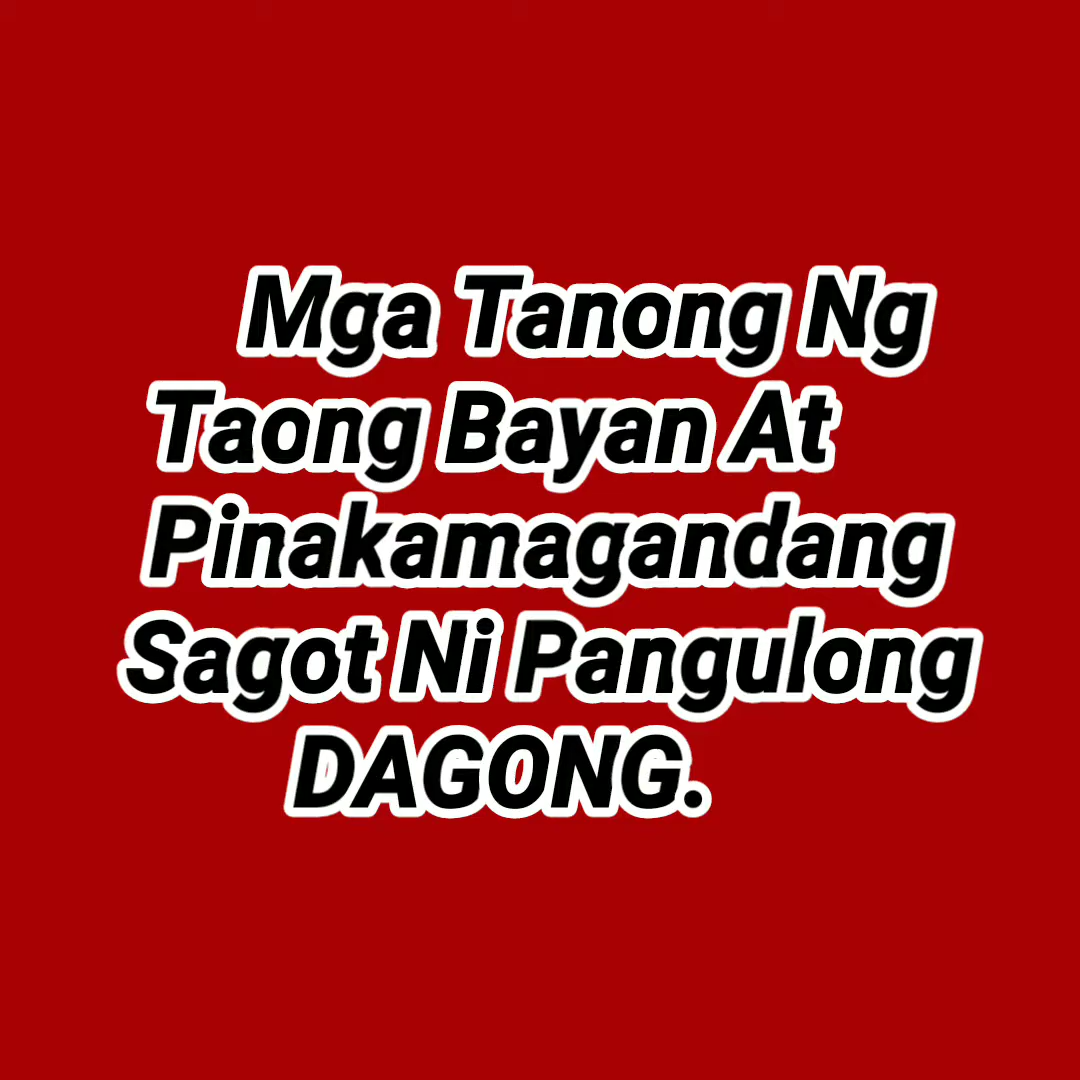 Mga Tanong Ng
Taong Bayan At
Pinakamagandang
Sagot Ni Pangulong
DAGONG.